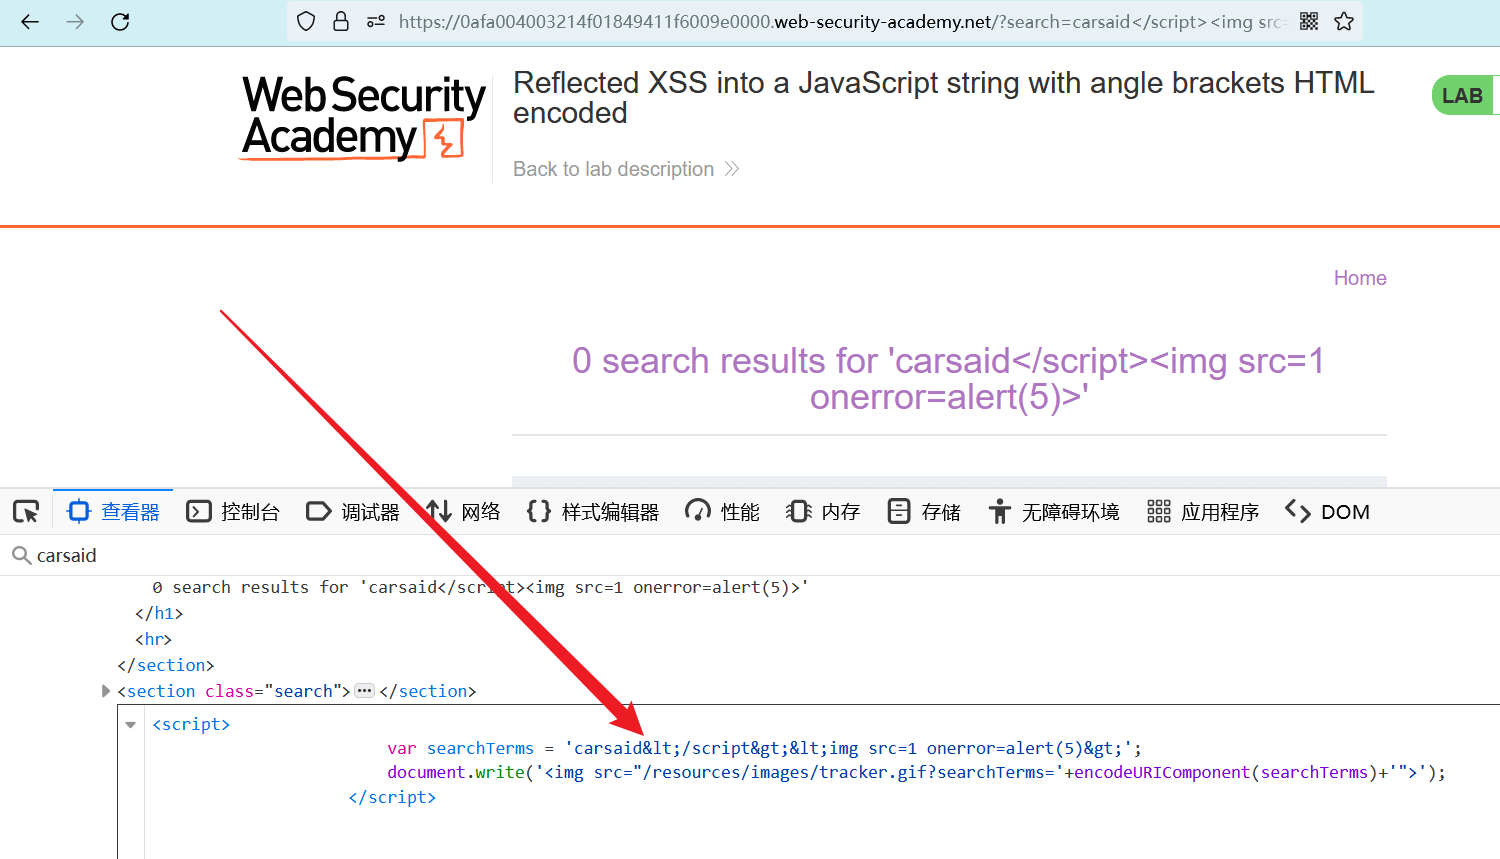 https://0afa004003214f01849411f6009e0000.web-security-academy.net/?search=carsaid</script><img src=
Web Security
Academy
Reflected XSS into a JavaScript string with angle brackets HTML
encoded
LAB
Back to lab description
Home
0 search results for 'carsaid</script><img src=1
onerror=alert(5)>'
查看器 控制台 调试器 网络 {} 样式编辑器 性能 内存 存储 无障碍环境 应用程序 DOM
carsaid
0 search results for 'carsaid</script><img src=1 onerror=alert(5)>'
</h1>
<hr>
</section>
<section class="search"> ••• </section>
<script>
var searchTerms = 'carsaid&lt;/script&gt;&lt;img src=1 onerror=alert(5)&gt;';
document.write('<img src="/resources/images/tracker.gif?searchTerms='+encodeURIComponent(searchTerms)+'">');
</script>